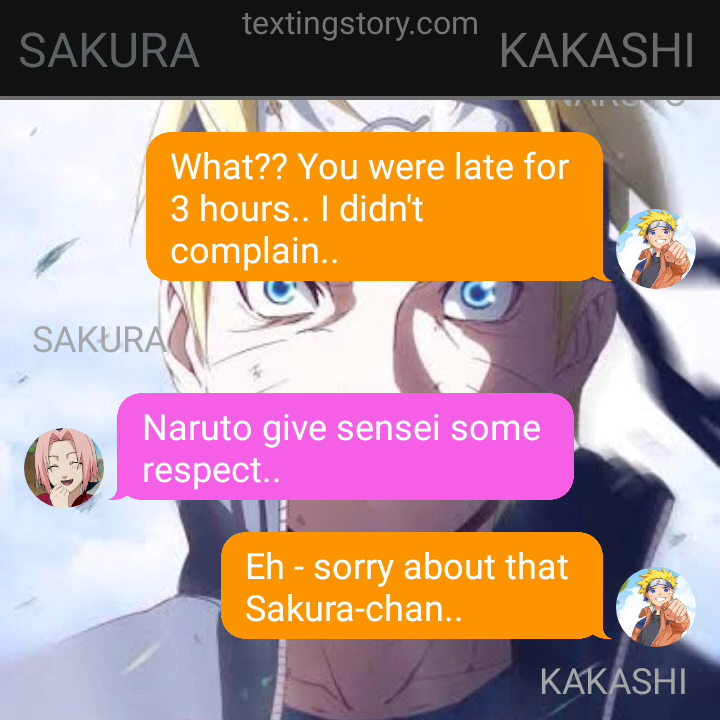 textingstory.com
SAKURA
KAKASHI
NARUTO
What?? You were late for
3 hours.. I didn't
complain..
SAKURA
Naruto give sensei some
respect..
Eh - sorry about that
Sakura-chan..
KAKASHI